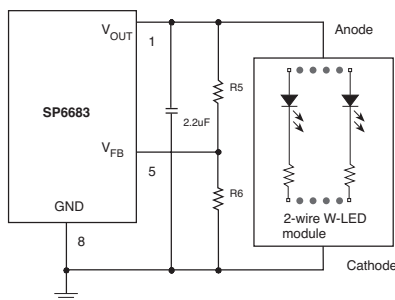 VOUT
1
Anode
R5
SP6683
2.2uF
VFB
5
R6
GND
2-wire W-LED
module
8
Cathode